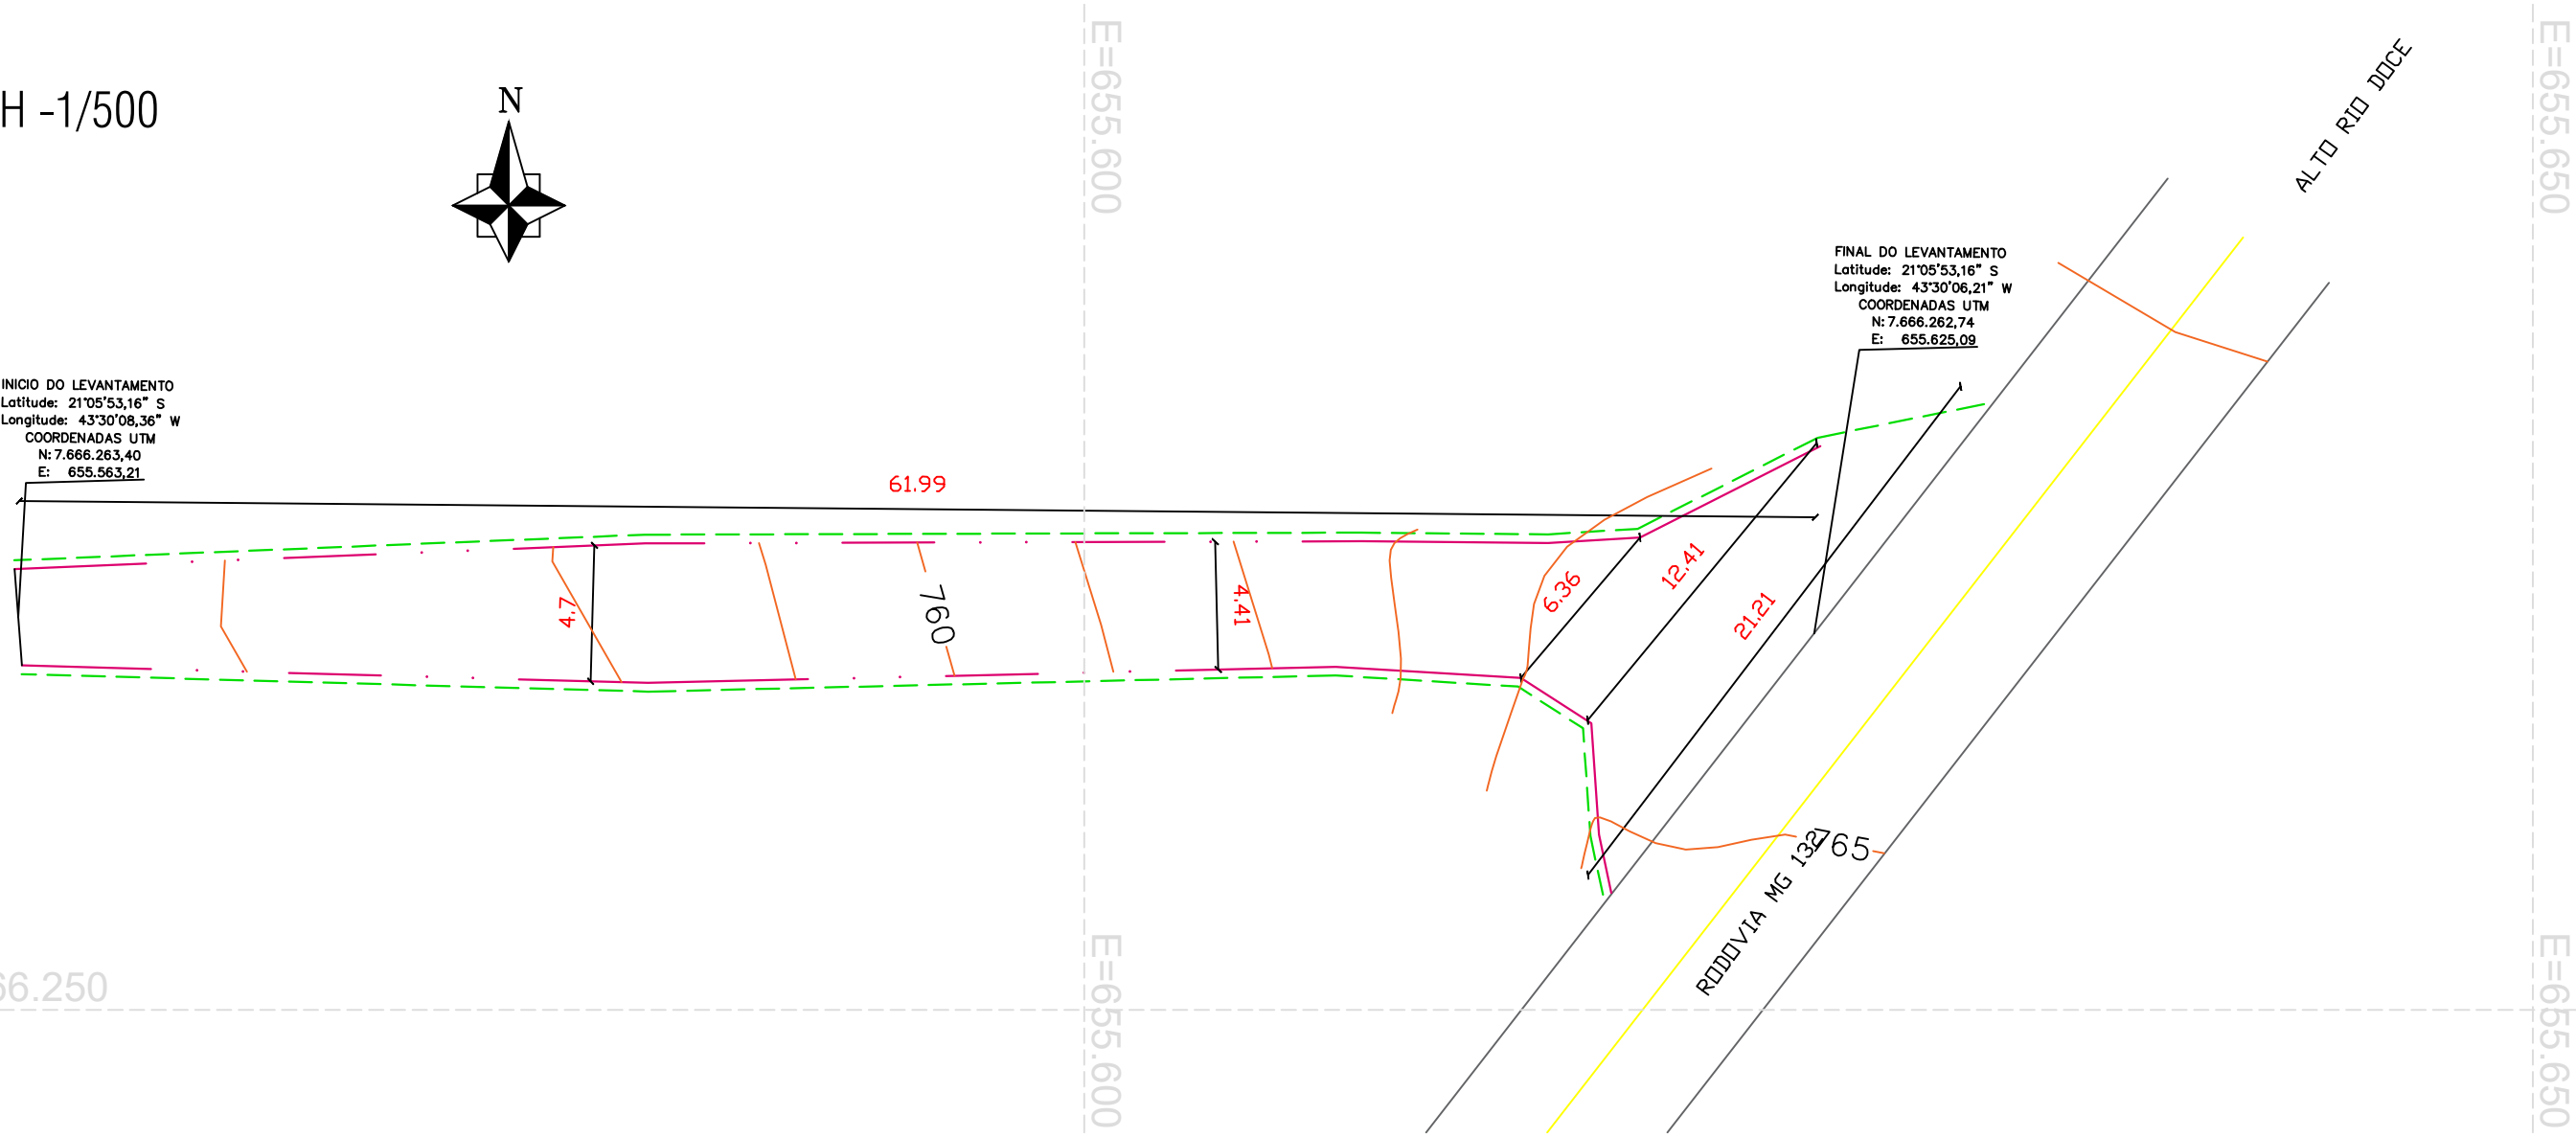 E=655.600
E=655.650
H -1/500
N
ALTO RIO DOCE
FINAL DO LEVANTAMENTO
Latitude: 21°05'53,16" S
Longitude: 43°30'06,21" W
COORDENADAS UTM
N: 7.666.262,74
E: 655.625,09
INICIO DO LEVANTAMENTO
Latitude: 21°05'53,16" S
Longitude: 43°30'08,36" W
COORDENADAS UTM
N: 7.666.263,40
E: 655.563,21
61.99
4,7
760
4.41
6.36
12,41
21,21
765
RODOVIA MG 132
66.250
E=655.600
E=655.650